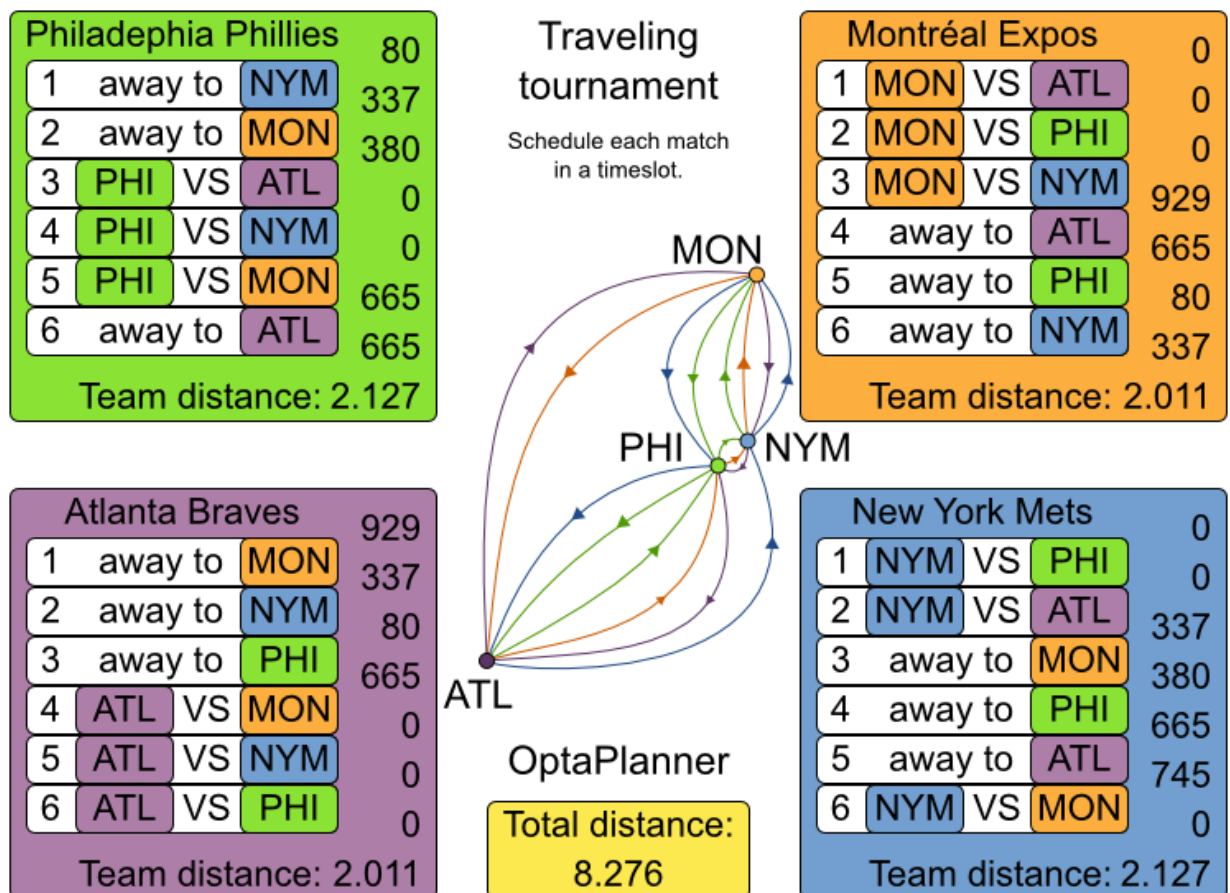 Philadephia Phillies
80
1 away to NYM
337
2 away to MON
380
3 PHI VS ATL
0
4 PHI VS NYM
0
5 PHI VS MON
665
6 away to ATL
665
Team distance: 2.127
Traveling
tournament
Schedule each match
in a timeslot.
Montréal Expos
0
1 MON VS ATL
0
2 MON VS PHI
0
3 MON VS NYM
929
4 away to ATL
665
5 away to PHI
80
6 away to NYM
337
Team distance: 2.011
MON
PHI
NYM
ATL
Atlanta Braves
929
1 away to MON
337
2 away to NYM
80
3 away to PHI
665
4 ATL VS MON
0
5 ATL VS NYM
0
6 ATL VS PHI
0
Team distance: 2.011
OptaPlanner
Total distance:
8.276
New York Mets
0
1 NYM VS PHI
0
2 NYM VS ATL
337
3 away to MON
380
4 away to PHI
665
5 away to ATL
745
6 NYM VS MON
0
Team distance: 2.127